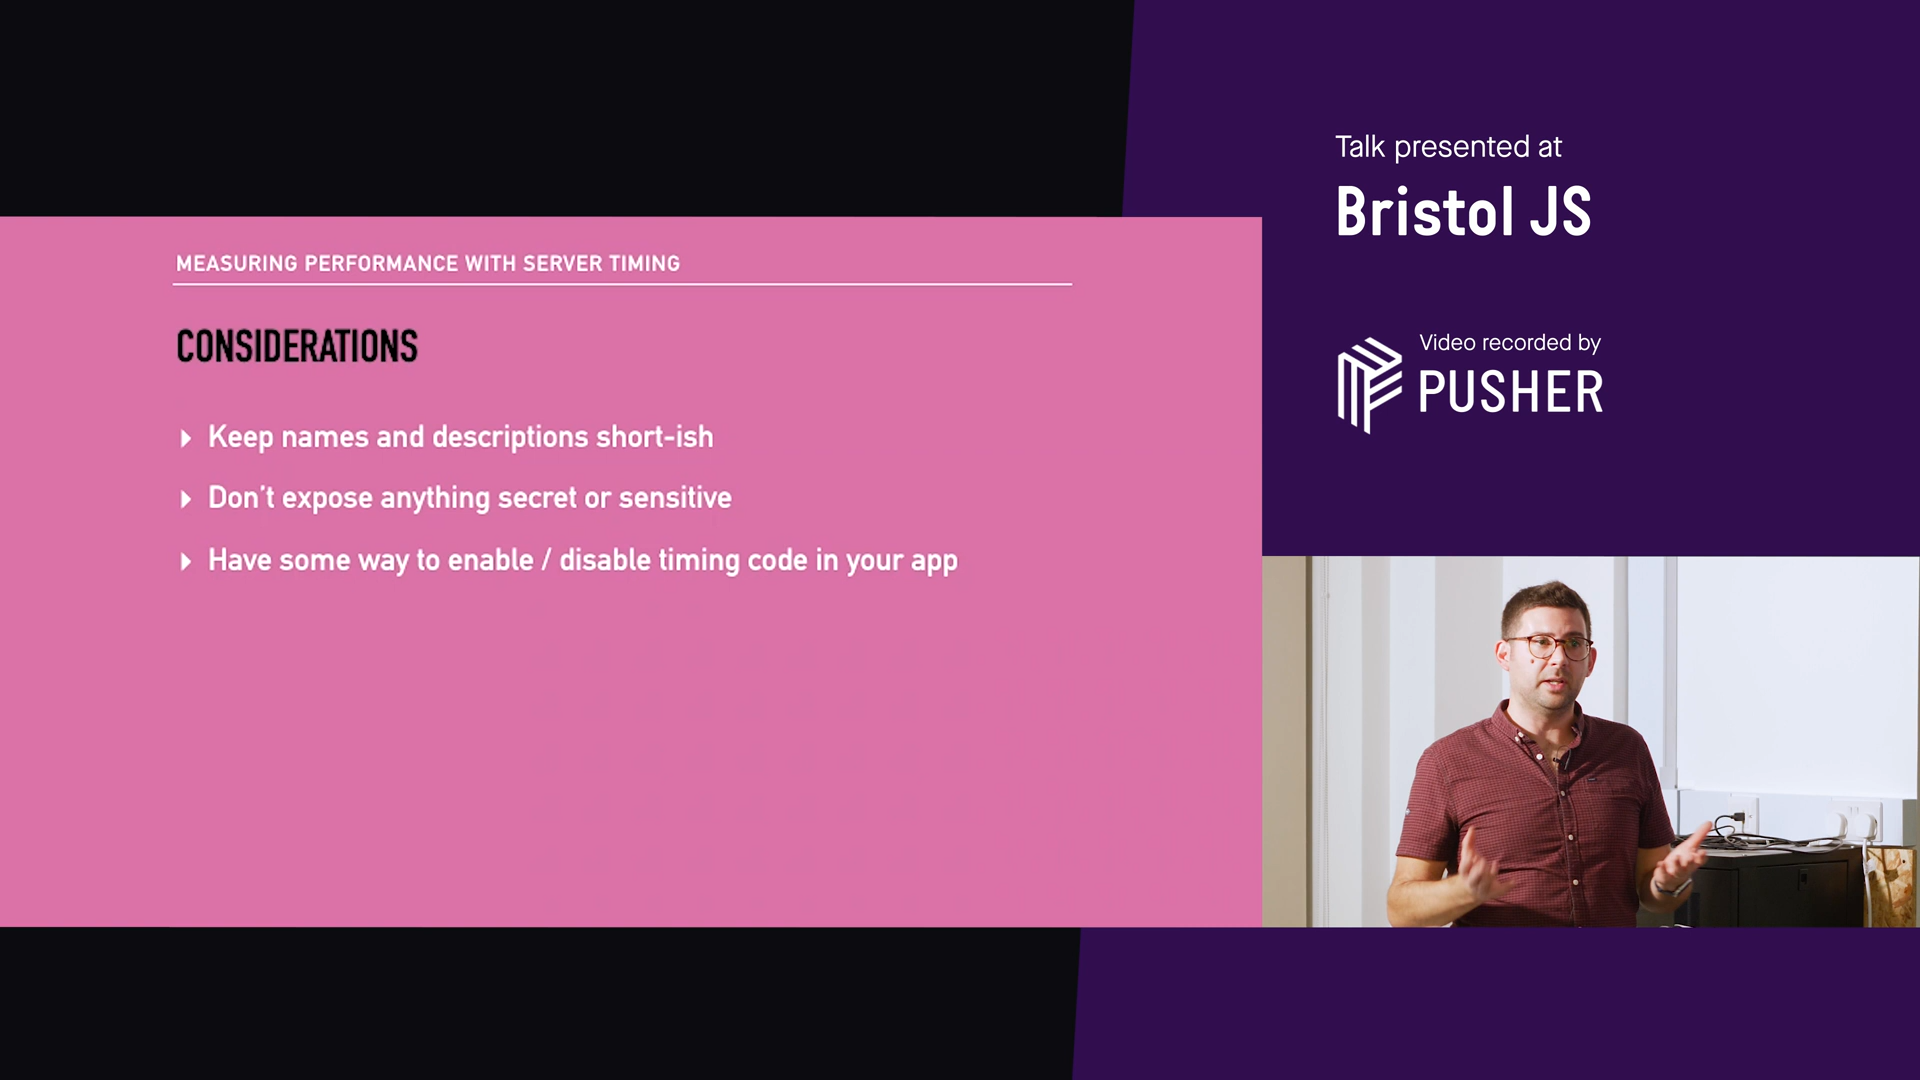 MEASURING PERFORMANCE WITH SERVER TIMING
CONSIDERATIONS
Keep names and descriptions short-ish
Don’t expose anything secret or sensitive
Have some way to enable / disable timing code in your app
Talk presented at
Bristol JS
Video recorded by
PUSHER